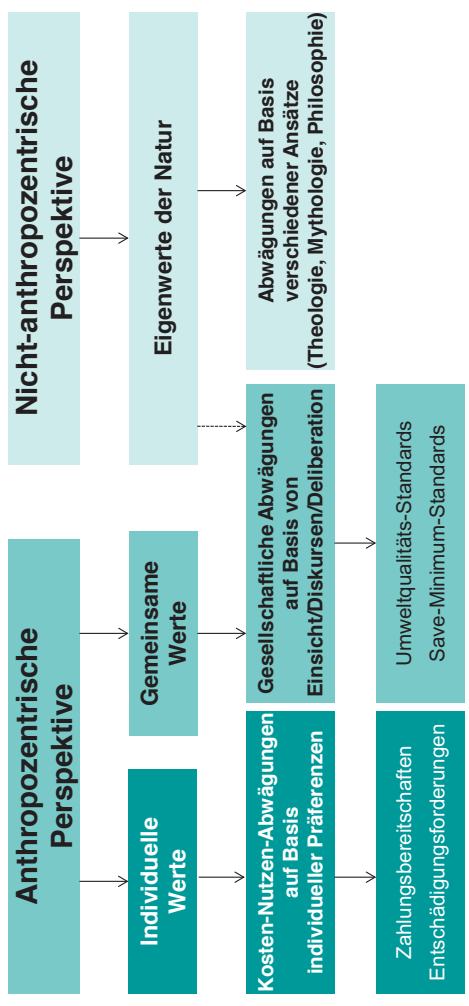 Anthropozentrische
Perspektive
Nicht-anthropozentrische
Perspektive
Individuelle
Werte
Gemeinsame
Werte
Eigenwerte der Natur
Kosten-Nutzen-Abwägungen
auf Basis
individueller Präferenzen
Gesellschaftliche Abwägungen
auf Basis von
Einsicht/Diskursen/Deliberation
Abwägungen auf Basis
verschiedener Ansätze
(Theologie, Mythologie, Philosophie)
Zahlungsbereitschaften
Entschädigungsforderungen
Umweltqualitäts-Standards
Save-Minimum-Standards